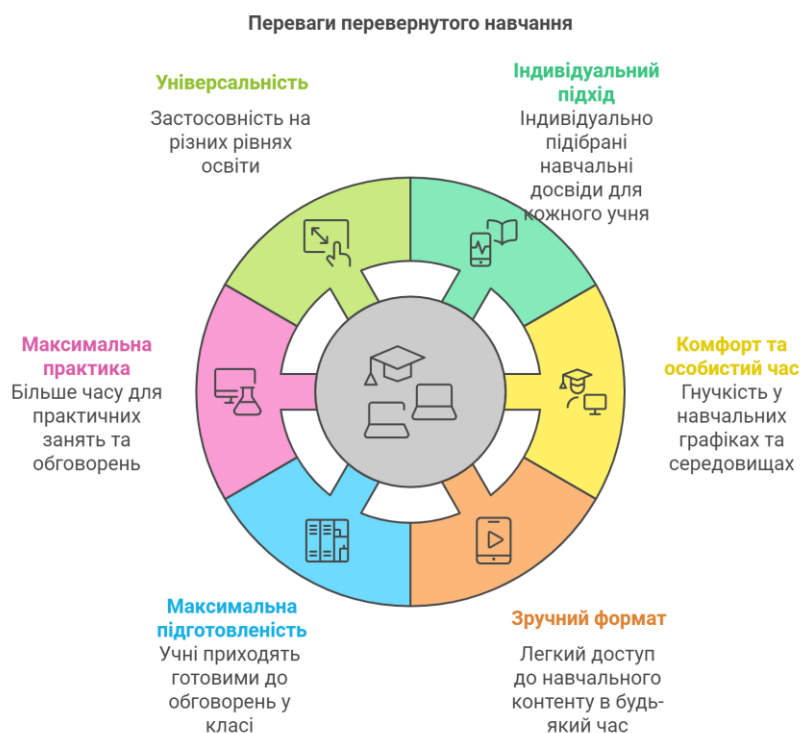 Переваги перевернутого навчання
Універсальність
Застосовність на
різних рівнях
освіти
Індивідуальний
підхід
Індивідуально
підібрані
навчальні
досвіди для
кожного учня
Максимальна
практика
Більше часу для
практичних
занять та
обговорень
Комфорт та
особистий час
Гнучкість у
навчальних
графіках та
середовищах
Максимальна
підготовленість
Учні приходять
готовими до
обговорень у
класі
Зручний формат
Легкий доступ
до навчального
контенту в будь-
який час